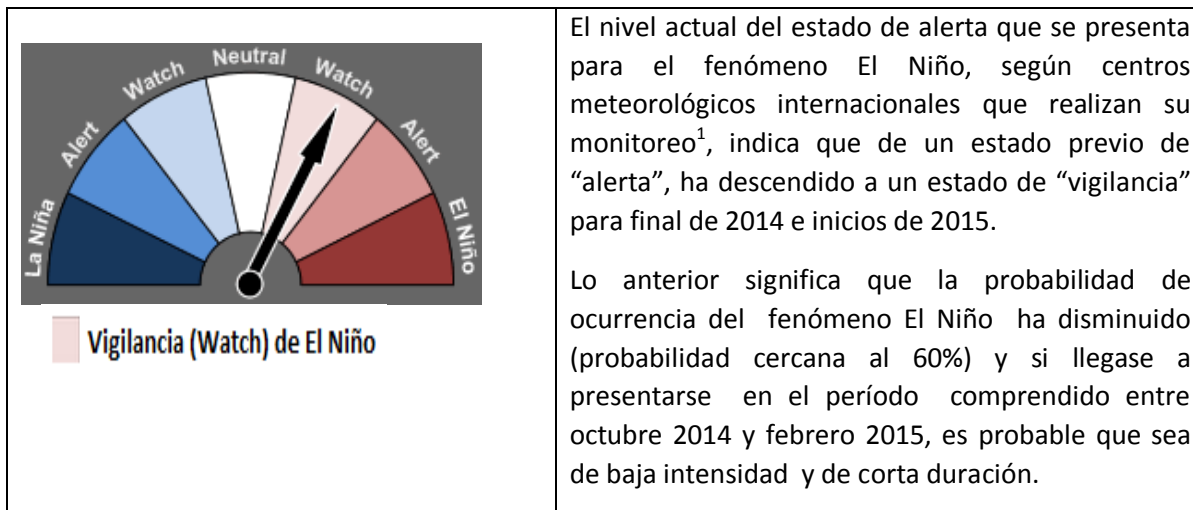 La Niña
Alert
Watch
Neutral
Watch
Alert
El Niño
Vigilancia (Watch) de El Niño
El nivel actual del estado de alerta que se presenta
para el fenómeno El Niño, según centros
meteorológicos internacionales que realizan su
monitoreo¹, indica que de un estado previo de
“alerta”, ha descendido a un estado de “vigilancia”
para final de 2014 e inicios de 2015.
Lo anterior significa que la probabilidad de
ocurrencia del fenómeno El Niño ha disminuido
(probabilidad cercana al 60%) y si llegase a
presentarse en el período comprendido entre
octubre 2014 y febrero 2015, es probable que sea
de baja intensidad y de corta duración.